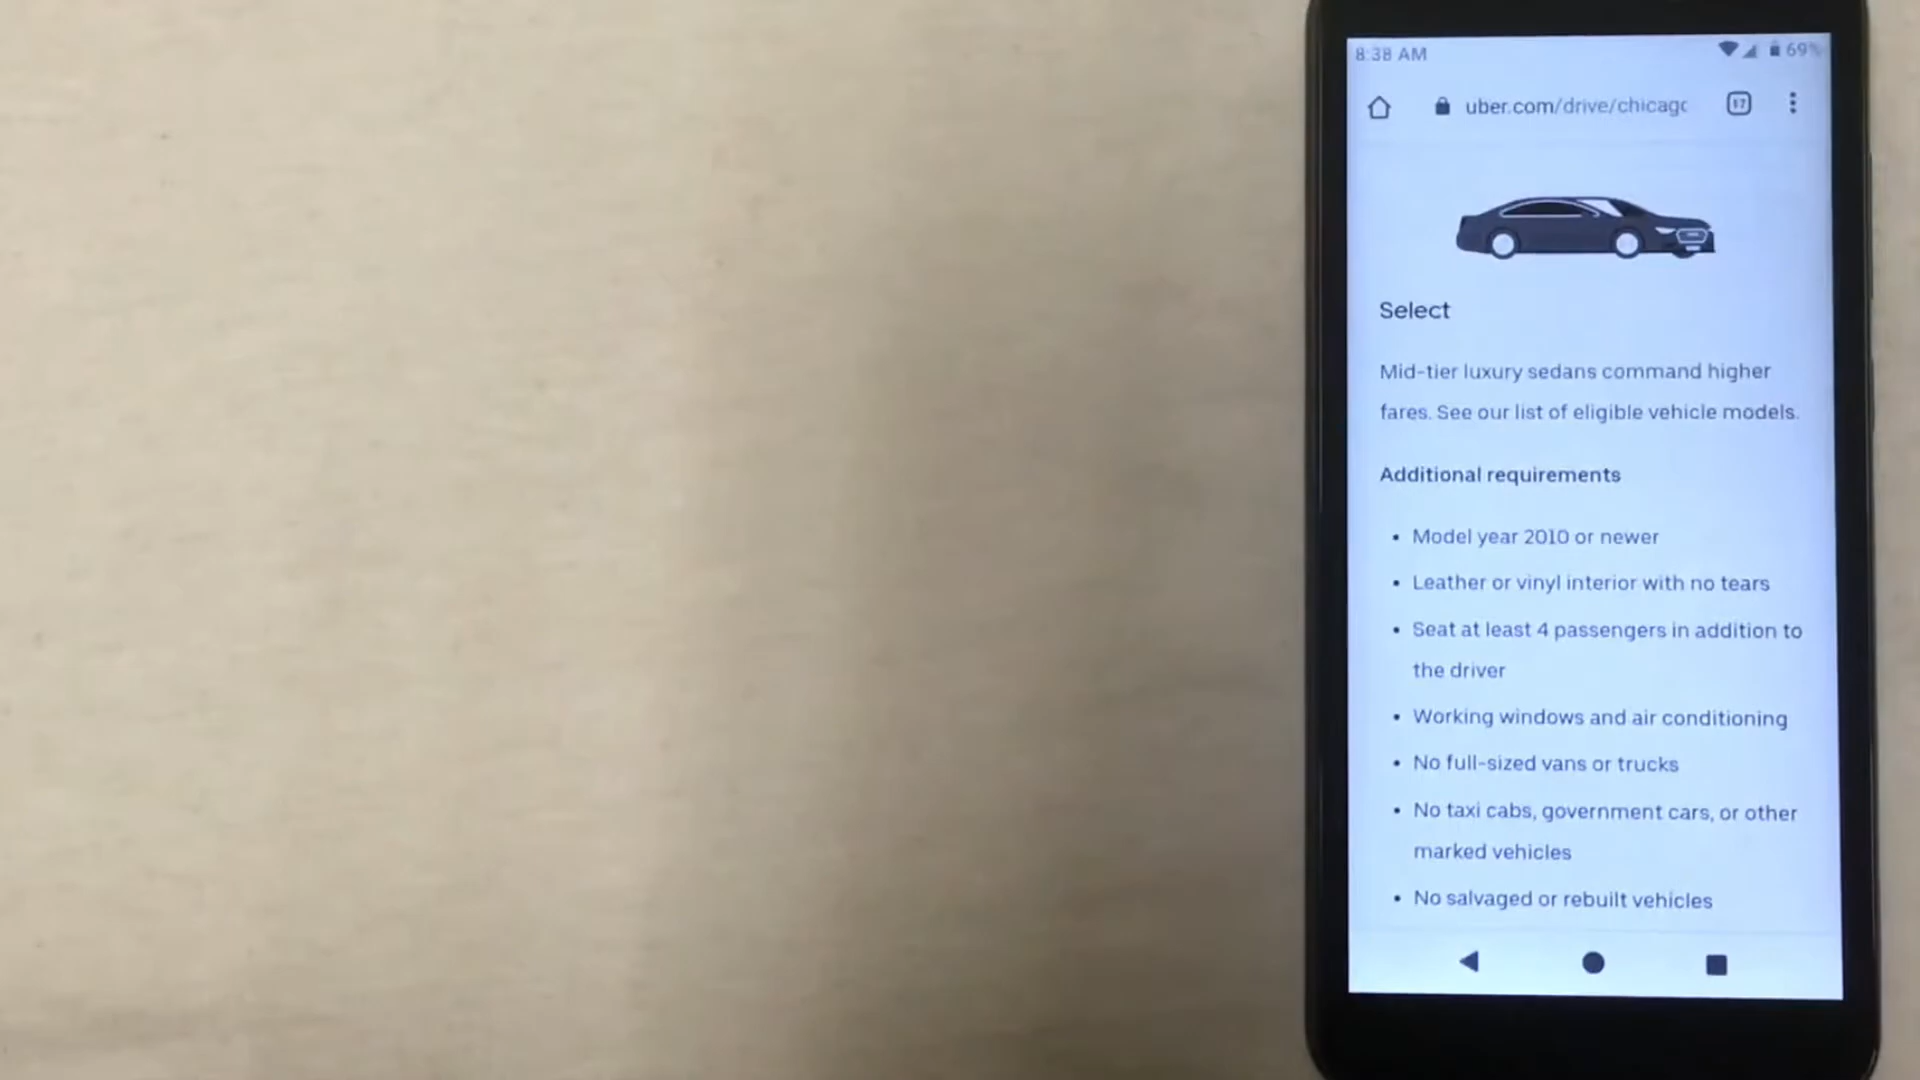 8:38 AM
69%
uber.com/drive/chicago
17
Select
Mid-tier luxury sedans command higher
fares. See our list of eligible vehicle models.
Additional requirements
• Model year 2010 or newer
• Leather or vinyl interior with no tears
• Seat at least 4 passengers in addition to
the driver
• Working windows and air conditioning
• No full-sized vans or trucks
• No taxi cabs, government cars, or other
marked vehicles
• No salvaged or rebuilt vehicles